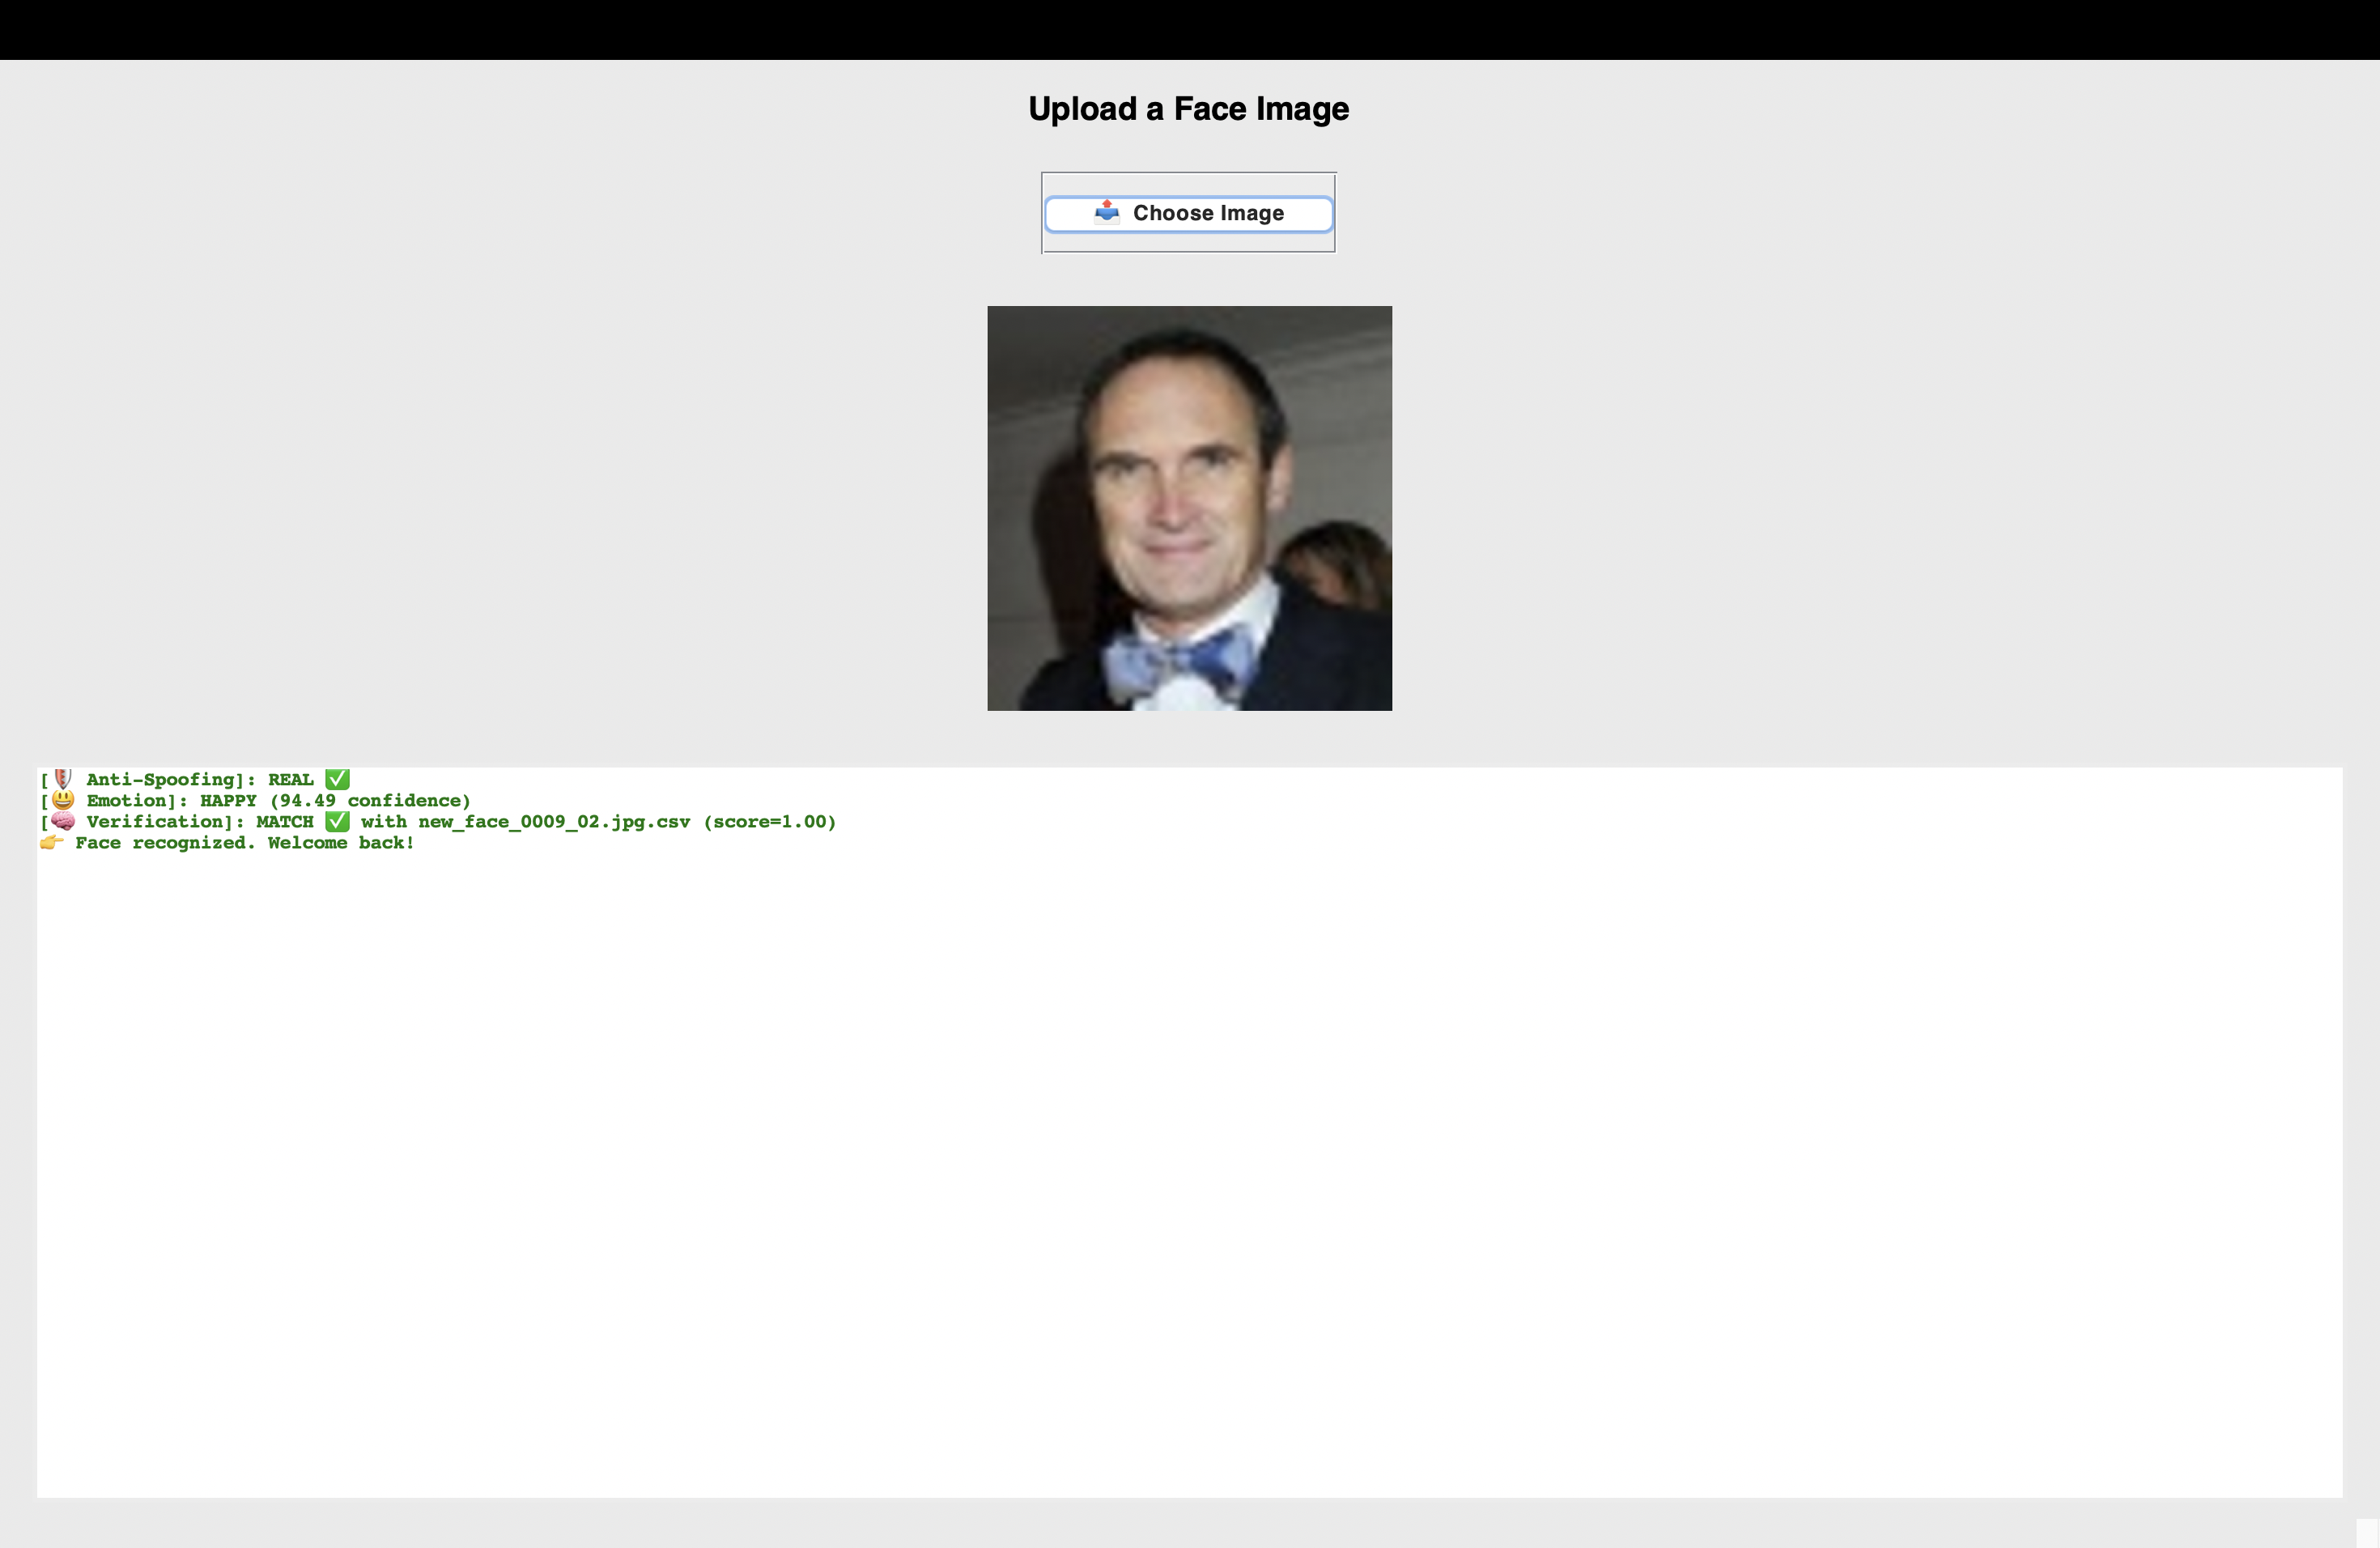 Upload a Face Image
📤 Choose Image
[🛡 Anti-Spoofing]: REAL ✅
[😃 Emotion]: HAPPY (94.49 confidence)
[🧠 Verification]: MATCH ✅ with new_face_0009_02.jpg.csv (score=1.00)
👉 Face recognized. Welcome back!